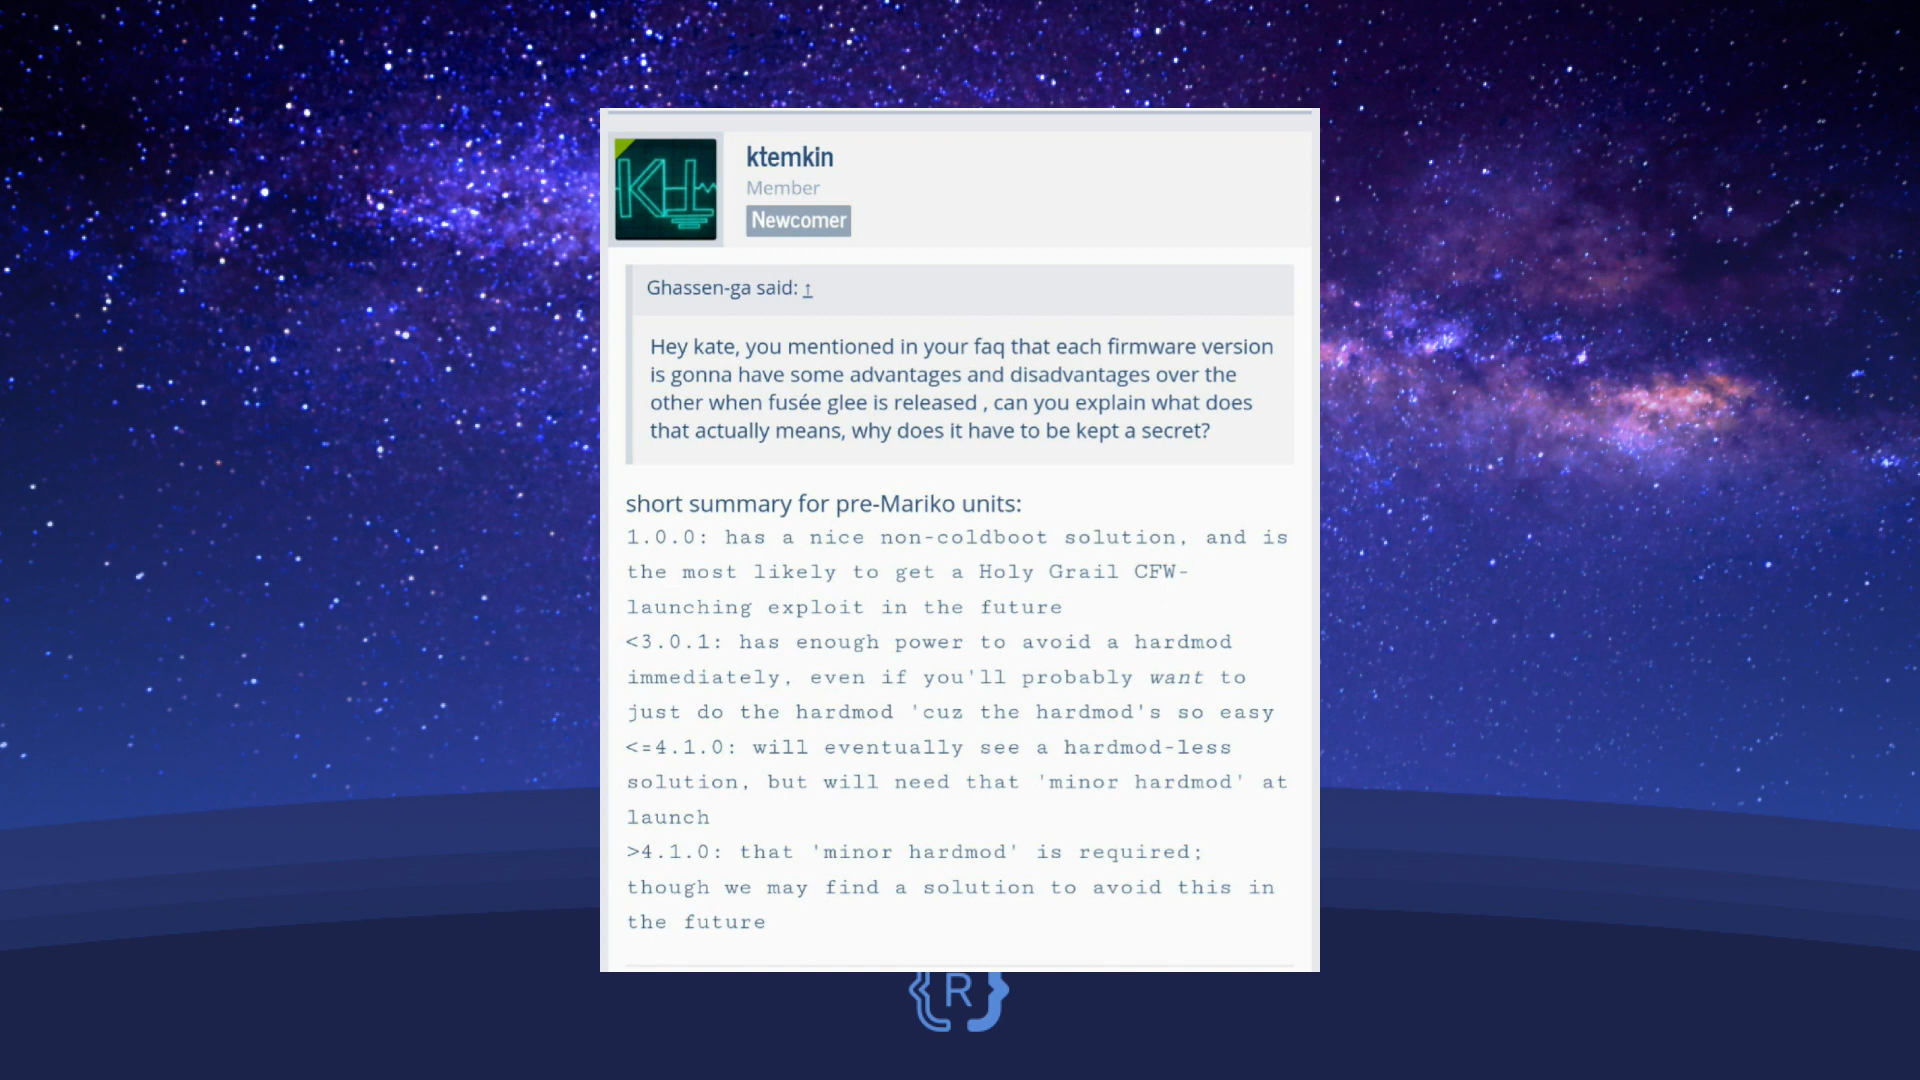 KH
ktemkin
Member
Newcomer
Ghassen-ga said: ↑
Hey kate, you mentioned in your faq that each firmware version
is gonna have some advantages and disadvantages over the
other when fusée glee is released , can you explain what does
that actually means, why does it have to be kept a secret?
short summary for pre-Mariko units:
1.0.0: has a nice non-coldboot solution, and is
the most likely to get a Holy Grail CFW-
launching exploit in the future
<3.0.1: has enough power to avoid a hardmod
immediately, even if you'll probably want to
just do the hardmod 'cuz the hardmod's so easy
<=4.1.0: will eventually see a hardmod-less
solution, but will need that 'minor hardmod' at
launch
>4.1.0: that 'minor hardmod' is required;
though we may find a solution to avoid this in
the future
{R}